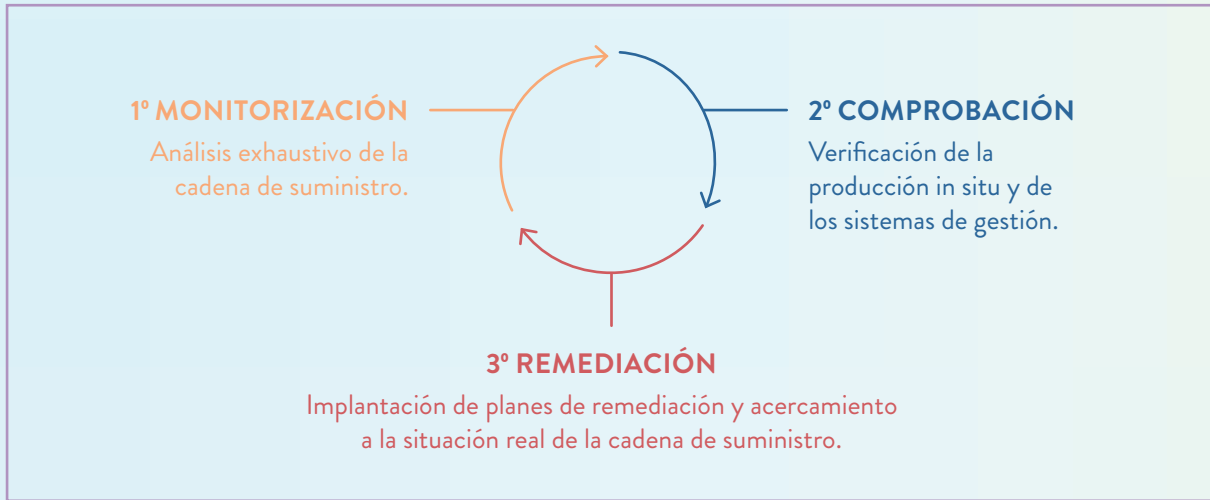 1º MONITORIZACIÓN
Análisis exhaustivo de la
cadena de suministro.
2º COMPROBACIÓN
Verificación de la
producción in situ y de
los sistemas de gestión.
3º REMEDIACIÓN
Implantación de planes de remediación y acercamiento
a la situación real de la cadena de suministro.